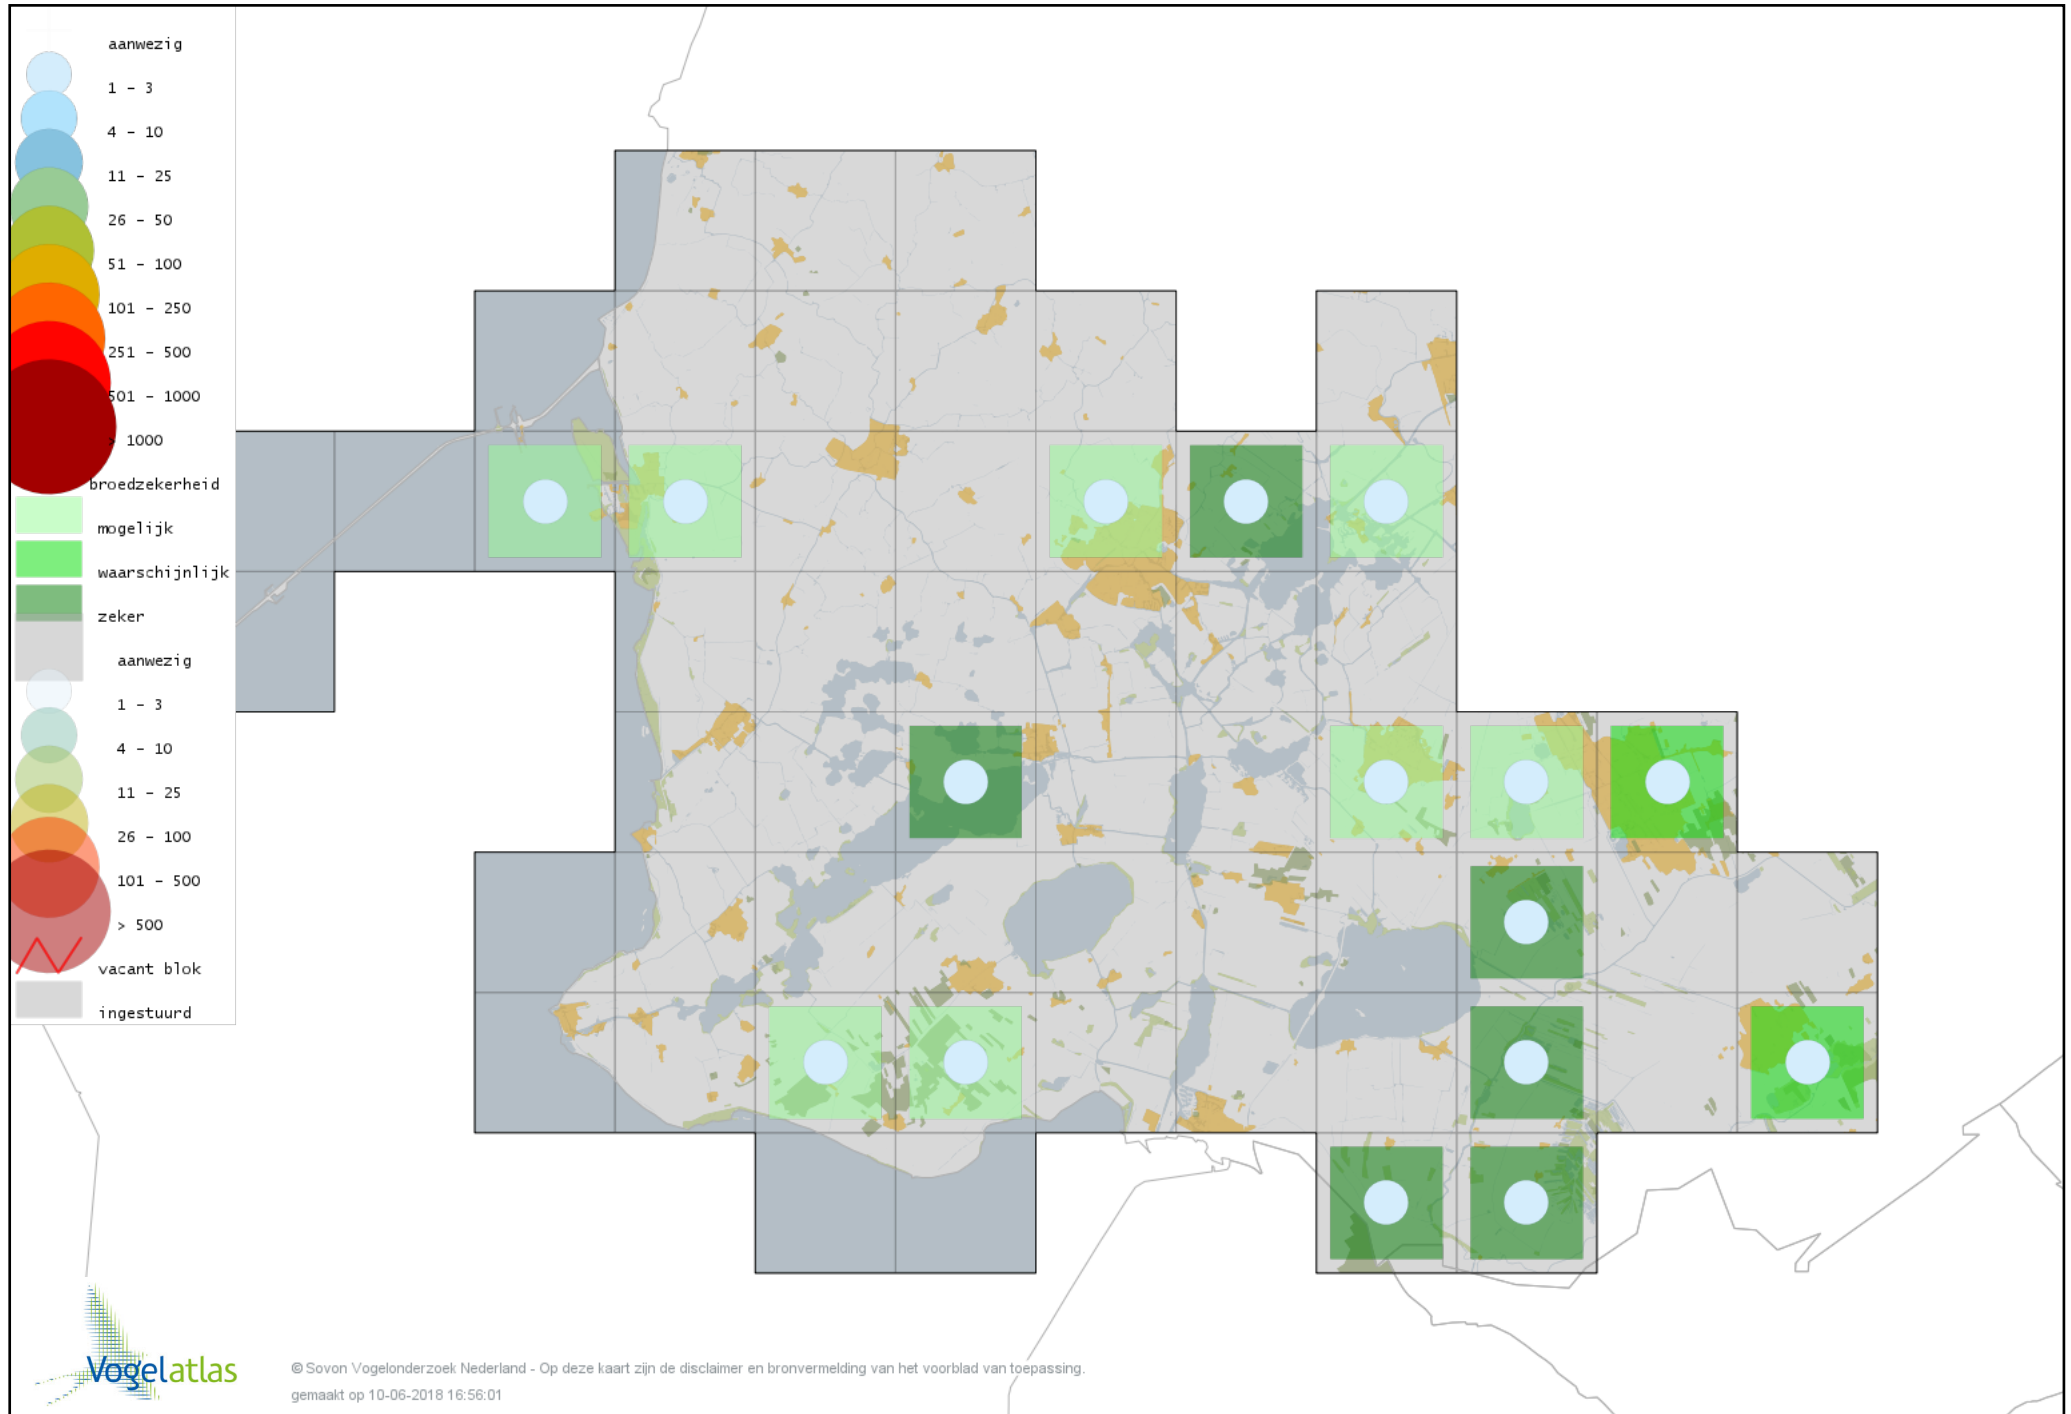 aanwezig
1 - 3
4 - 10
11 - 25
26 - 50
51 - 100
101 - 250
251 - 500
501 - 1000
> 1000
broedzekerheid
mogelijk
waarschijnlijk
zeker
aanwezig
1 - 3
4 - 10
11 - 25
26 - 100
101 - 500
> 500
vacant blok
ingestuurd
Vogelatlas
© Sovon Vogelonderzoek Nederland - Op deze kaart zijn de disclaimer en bronvermelding van het voorblad van toepassing.
gemaakt op 10-06-2018 16:56:01